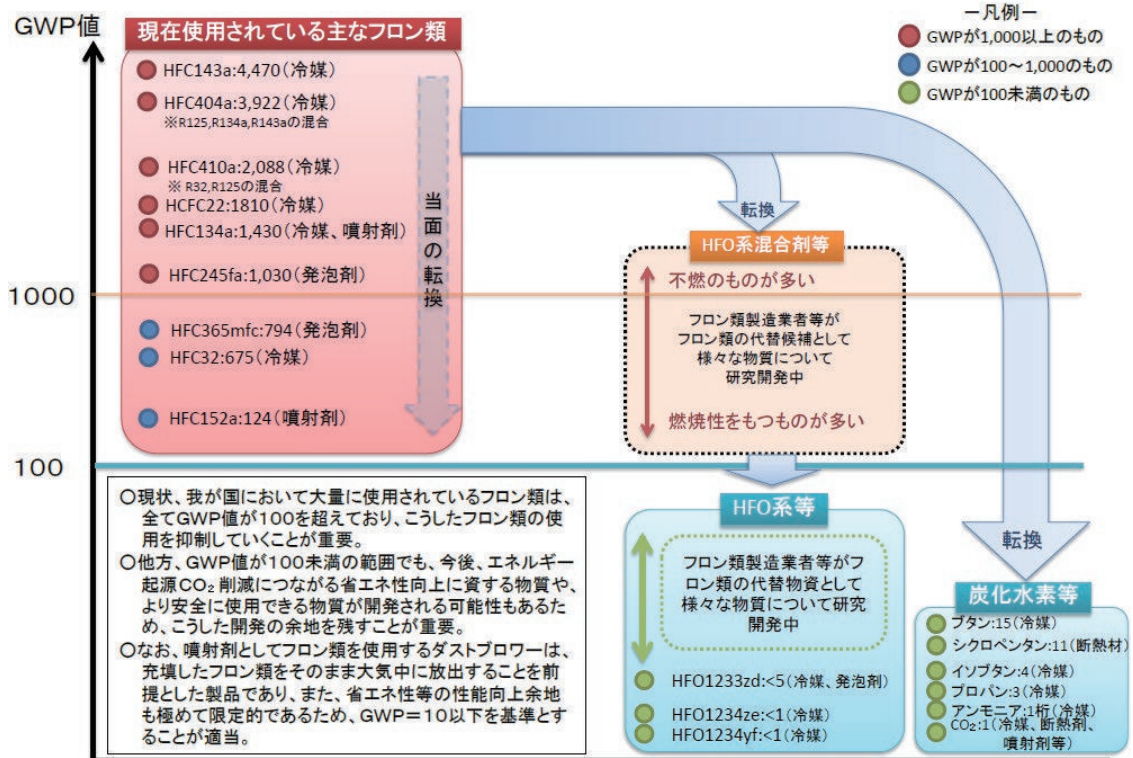 GWP値
現在使用されている主なフロン類
HFC143a:4,470(冷媒)
HFC404a:3,922(冷媒)
※R125,R134a,R143aの混合
HFC410a:2,088(冷媒)
※ R32,R125の混合
HCFC22:1810(冷媒)
HFC134a:1,430(冷媒、噴射剤)
HFC245fa:1,030(発泡剤)
1000
HFC365mfc:794(発泡剤)
HFC32:675(冷媒)
HFC152a:124(噴射剤)
100
当面の転換
－凡例－
GWPが1,000以上のもの
GWPが100～1,000のもの
GWPが100未満のもの
転換
HFO系混合剤等
不燃のものが多い
フロン類製造業者等が
フロン類の代替候補として
様々な物質について
研究開発中
燃焼性をもつものが多い
○現状、我が国において大量に使用されているフロン類は、
全てGWP値が100を超えており、こうしたフロン類の使
用を抑制していくことが重要。
○他方、GWP値が100未満の範囲でも、今後、エネルギー
起源CO₂削減につながる省エネ性向上に資する物質や、
より安全に使用できる物質が開発される可能性もあるた
め、こうした開発の余地を残すことが重要。
○なお、噴射剤としてフロン類を使用するダストブロワーは、
充填したフロン類をそのまま大気中に放出することを前
提とした製品であり、また、省エネ性等の性能向上余地
も極めて限定的であるため、GWP＝10以下を基準とす
ることが適当。
HFO系等
フロン類製造業者等がフ
ロン類の代替物資として
様々な物質について研究
開発中
HFO1233zd:<5(冷媒、発泡剤)
HFO1234ze:<1(冷媒)
HFO1234yf:<1(冷媒)
転換
炭化水素等
ブタン:15(冷媒)
シクロペンタン:11(断熱材)
イソブタン:4(冷媒)
プロパン:3(冷媒)
アンモニア:1桁(冷媒)
CO₂:1(冷媒、断熱剤、
噴射剤等)